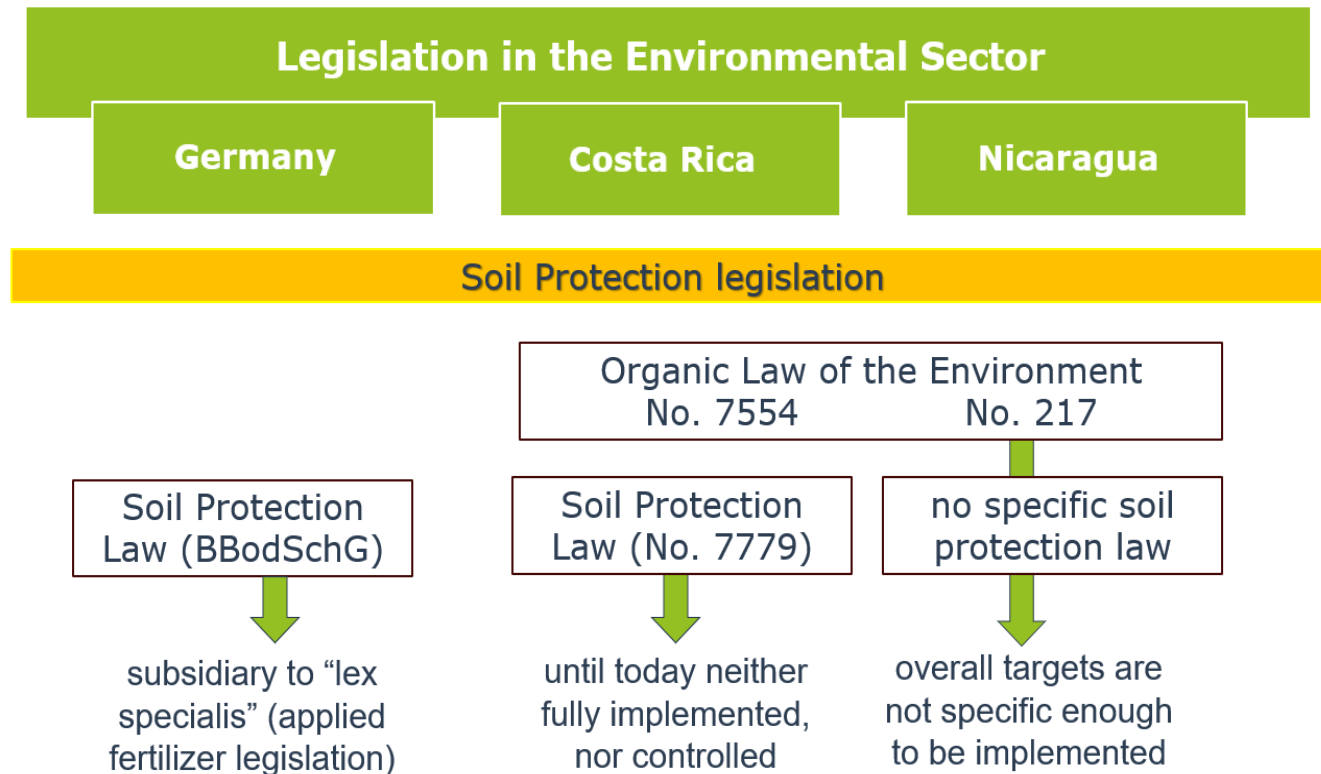 Legislation in the Environmental Sector
Germany
Costa Rica
Nicaragua
Soil Protection legislation
Organic Law of the Environment
No. 7554 No. 217
Soil Protection
Law (BBodSchG)
Soil Protection
Law (No. 7779)
no specific soil
protection law
subsidiary to “lex
specialis” (applied
fertilizer legislation)
until today neither
fully implemented,
nor controlled
overall targets are
not specific enough
to be implemented